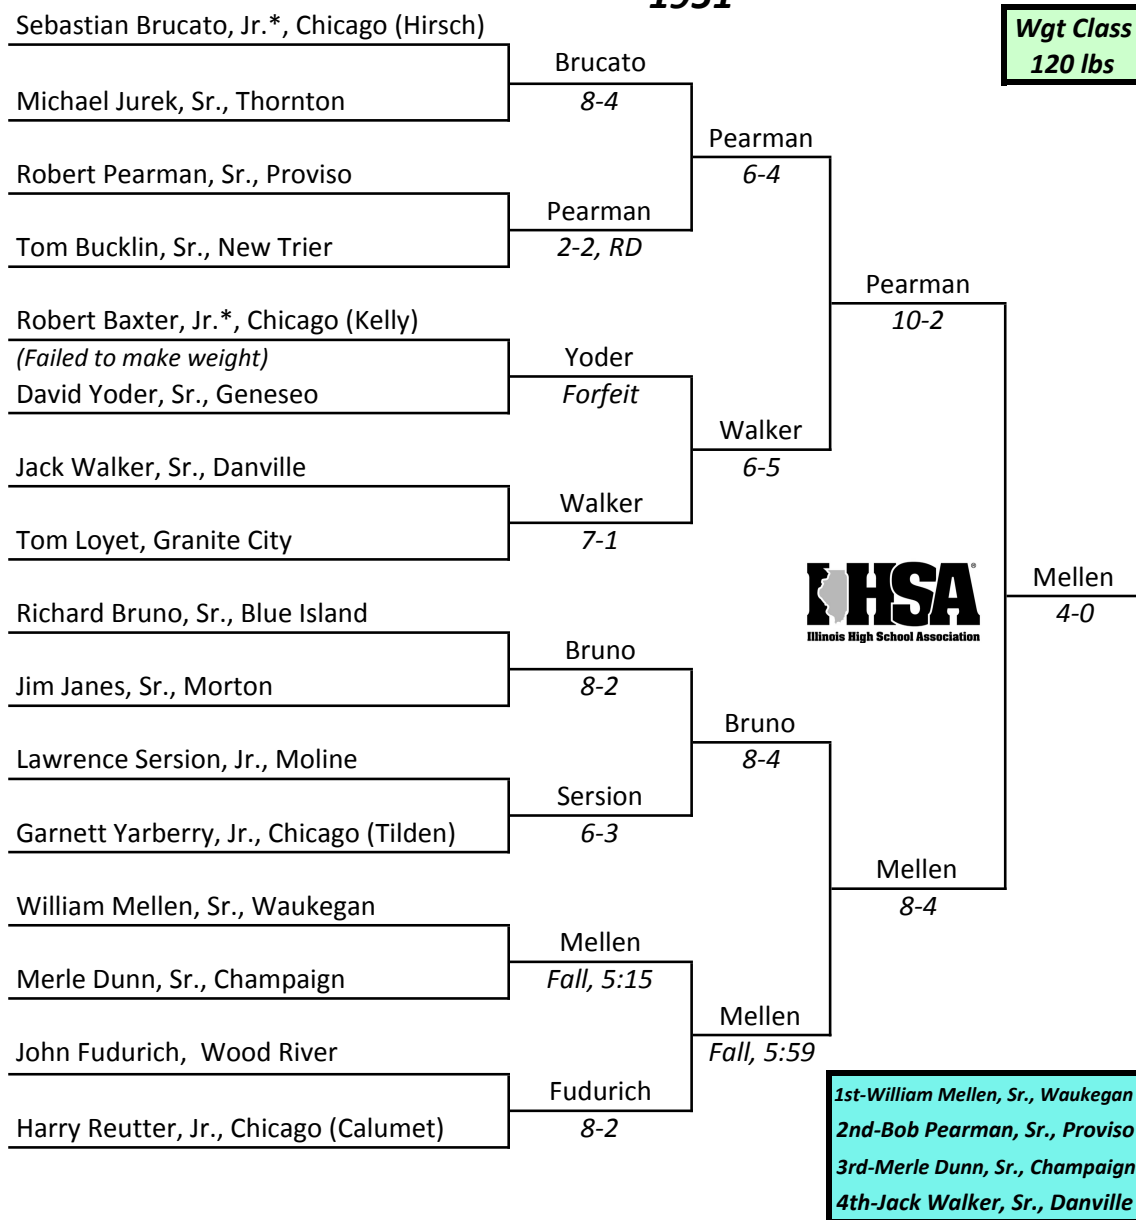 1951
Sebastian Brucato, Jr.*, Chicago (Hirsch)
Wgt Class
120 lbs
Brucato
8-4
Michael Jurek, Sr., Thornton
Pearman
6-4
Robert Pearman, Sr., Proviso
Pearman
2-2, RD
Tom Bucklin, Sr., New Trier
Pearman
10-2
Robert Baxter, Jr.*, Chicago (Kelly)
(Failed to make weight)
Yoder
Forfeit
David Yoder, Sr., Geneseo
Walker
6-5
Jack Walker, Sr., Danville
Walker
7-1
Tom Loyet, Granite City
IHSA
®
Illinois High School Association
Mellen
4-0
Richard Bruno, Sr., Blue Island
Bruno
8-2
Jim Janes, Sr., Morton
Bruno
8-4
Lawrence Sersion, Jr., Moline
Sersion
6-3
Garnett Yarberry, Jr., Chicago (Tilden)
Mellen
8-4
William Mellen, Sr., Waukegan
Mellen
Fall, 5:15
Merle Dunn, Sr., Champaign
Mellen
Fall, 5:59
John Fudurich,  Wood River
Fudurich
8-2
Harry Reutter, Jr., Chicago (Calumet)
1st-William Mellen, Sr., Waukegan
2nd-Bob Pearman, Sr., Proviso
3rd-Merle Dunn, Sr., Champaign
4th-Jack Walker, Sr., Danville